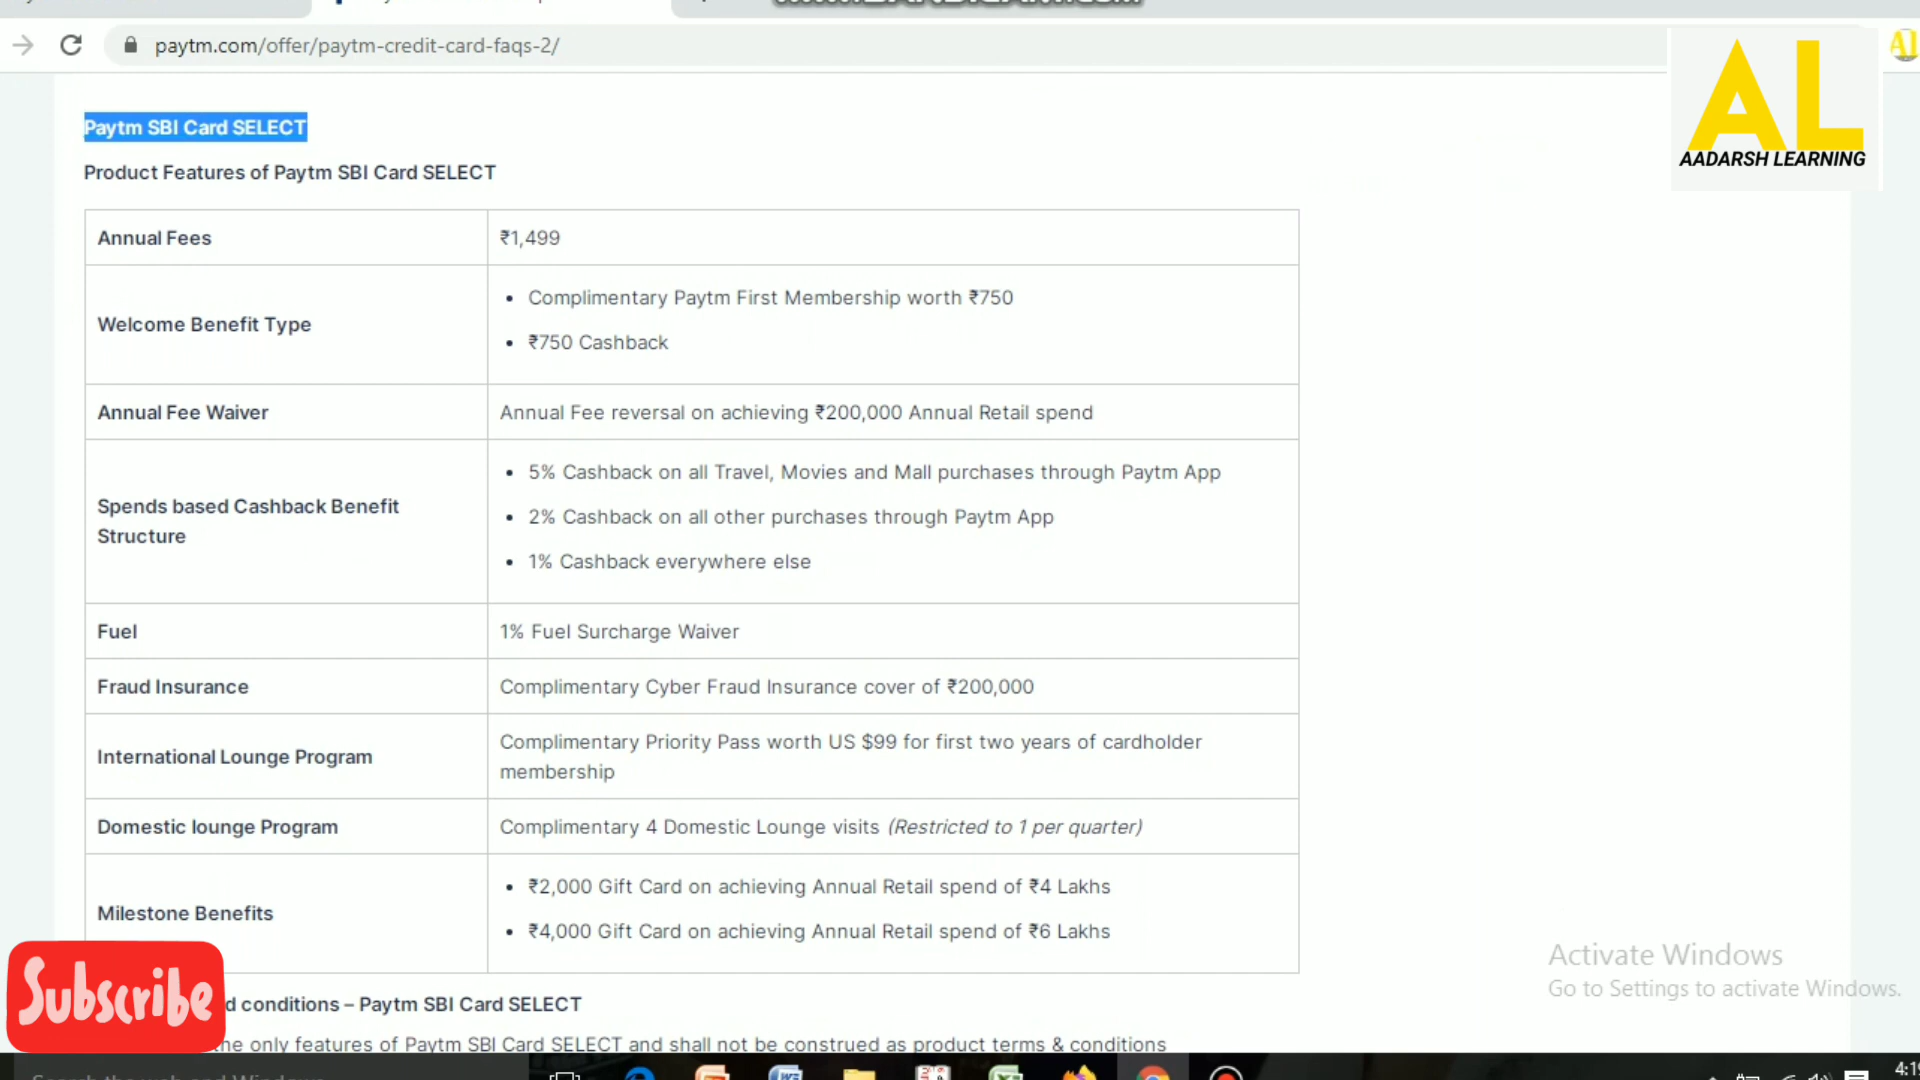 paytm.com/offer/paytm-credit-card-faqs-2/
AL
AADARSH LEARNING
Paytm SBI Card SELECT
Product Features of Paytm SBI Card SELECT
Annual Fees ₹1,499
Welcome Benefit Type
• Complimentary Paytm First Membership worth ₹750
• ₹750 Cashback
Annual Fee Waiver Annual Fee reversal on achieving ₹200,000 Annual Retail spend
Spends based Cashback Benefit
Structure
• 5% Cashback on all Travel, Movies and Mall purchases through Paytm App
• 2% Cashback on all other purchases through Paytm App
• 1% Cashback everywhere else
Fuel 1% Fuel Surcharge Waiver
Fraud Insurance Complimentary Cyber Fraud Insurance cover of ₹200,000
International Lounge Program
Complimentary Priority Pass worth US $99 for first two years of cardholder
membership
Domestic lounge Program Complimentary 4 Domestic Lounge visits (Restricted to 1 per quarter)
Milestone Benefits
• ₹2,000 Gift Card on achieving Annual Retail spend of ₹4 Lakhs
• ₹4,000 Gift Card on achieving Annual Retail spend of ₹6 Lakhs
Subscribe
conditions – Paytm SBI Card SELECT
only features of Paytm SBI Card SELECT and shall not be construed as product terms & conditions
Activate Windows
Go to Settings to activate Windows.